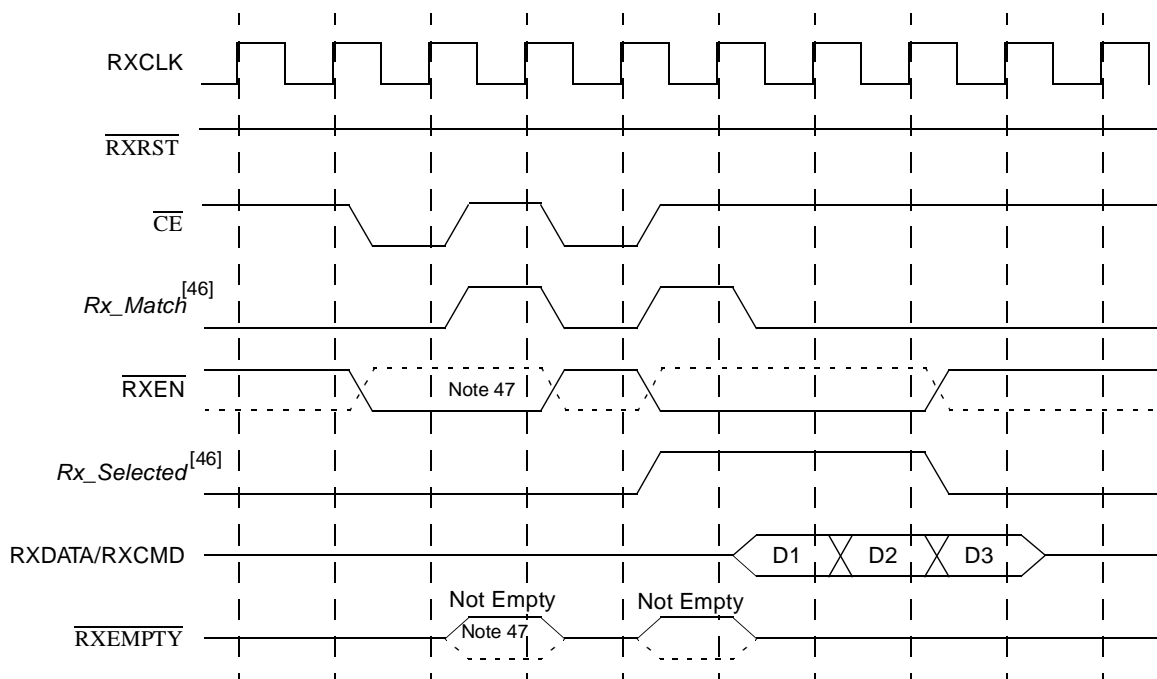 RXCLK
RXRST
CE
Rx_Match[46]
RXEN
Note 47
Rx_Selected[46]
RXDATA/RXCMD
D1 D2 D3
Not Empty Not Empty
RXEMPTY
Note 47